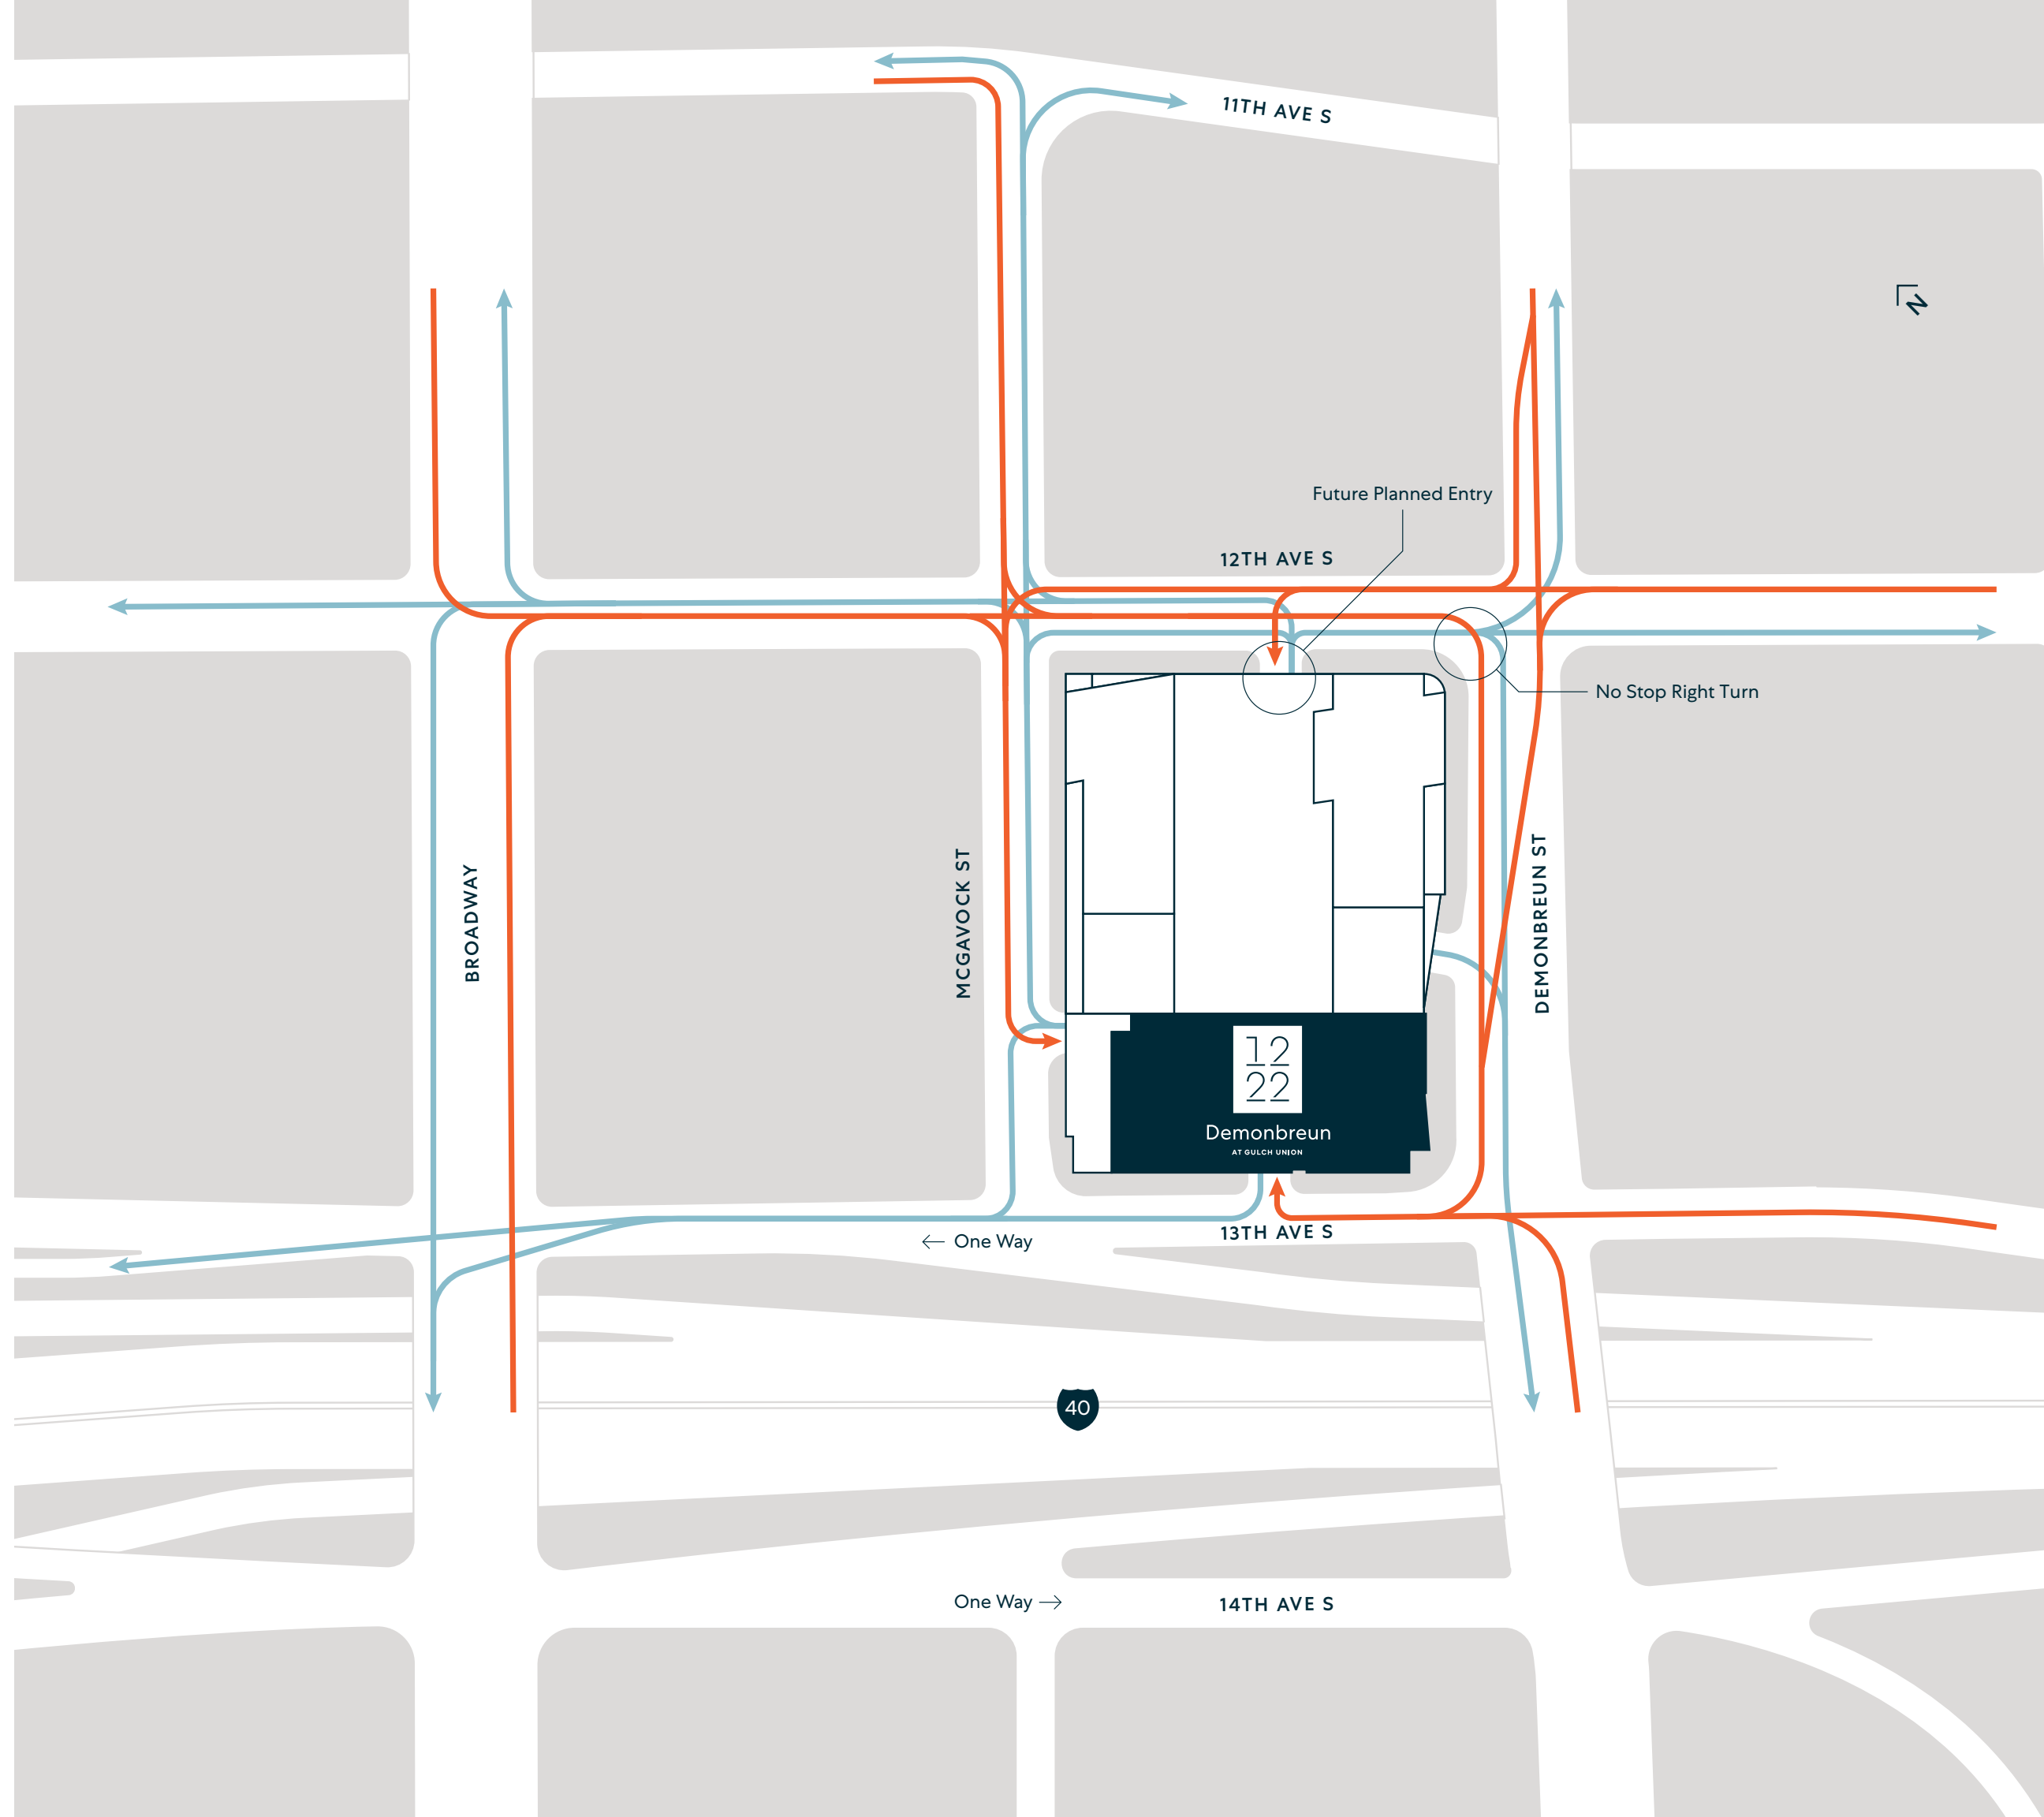 11TH AVE S
N
Future Planned Entry
12TH AVE S
No Stop Right Turn
BROADWAY
MCGAVOCK ST
DEMONBREUN ST
12
22
Demonbreun
AT GULCH UNION
13TH AVE S
← One Way
40
One Way →
14TH AVE S